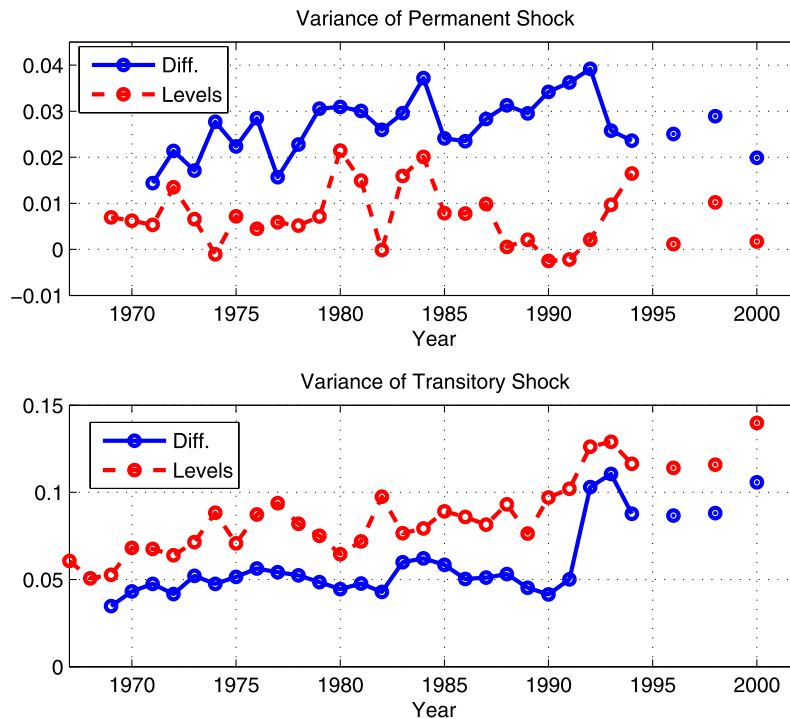 Variance of Permanent Shock
Diff.
Levels
0.04
0.03
0.02
0.01
0
−0.01
1970 1975 1980 1985 1990 1995 2000
Year
Variance of Transitory Shock
Diff.
Levels
0.15
0.1
0.05
0
1970 1975 1980 1985 1990 1995 2000
Year